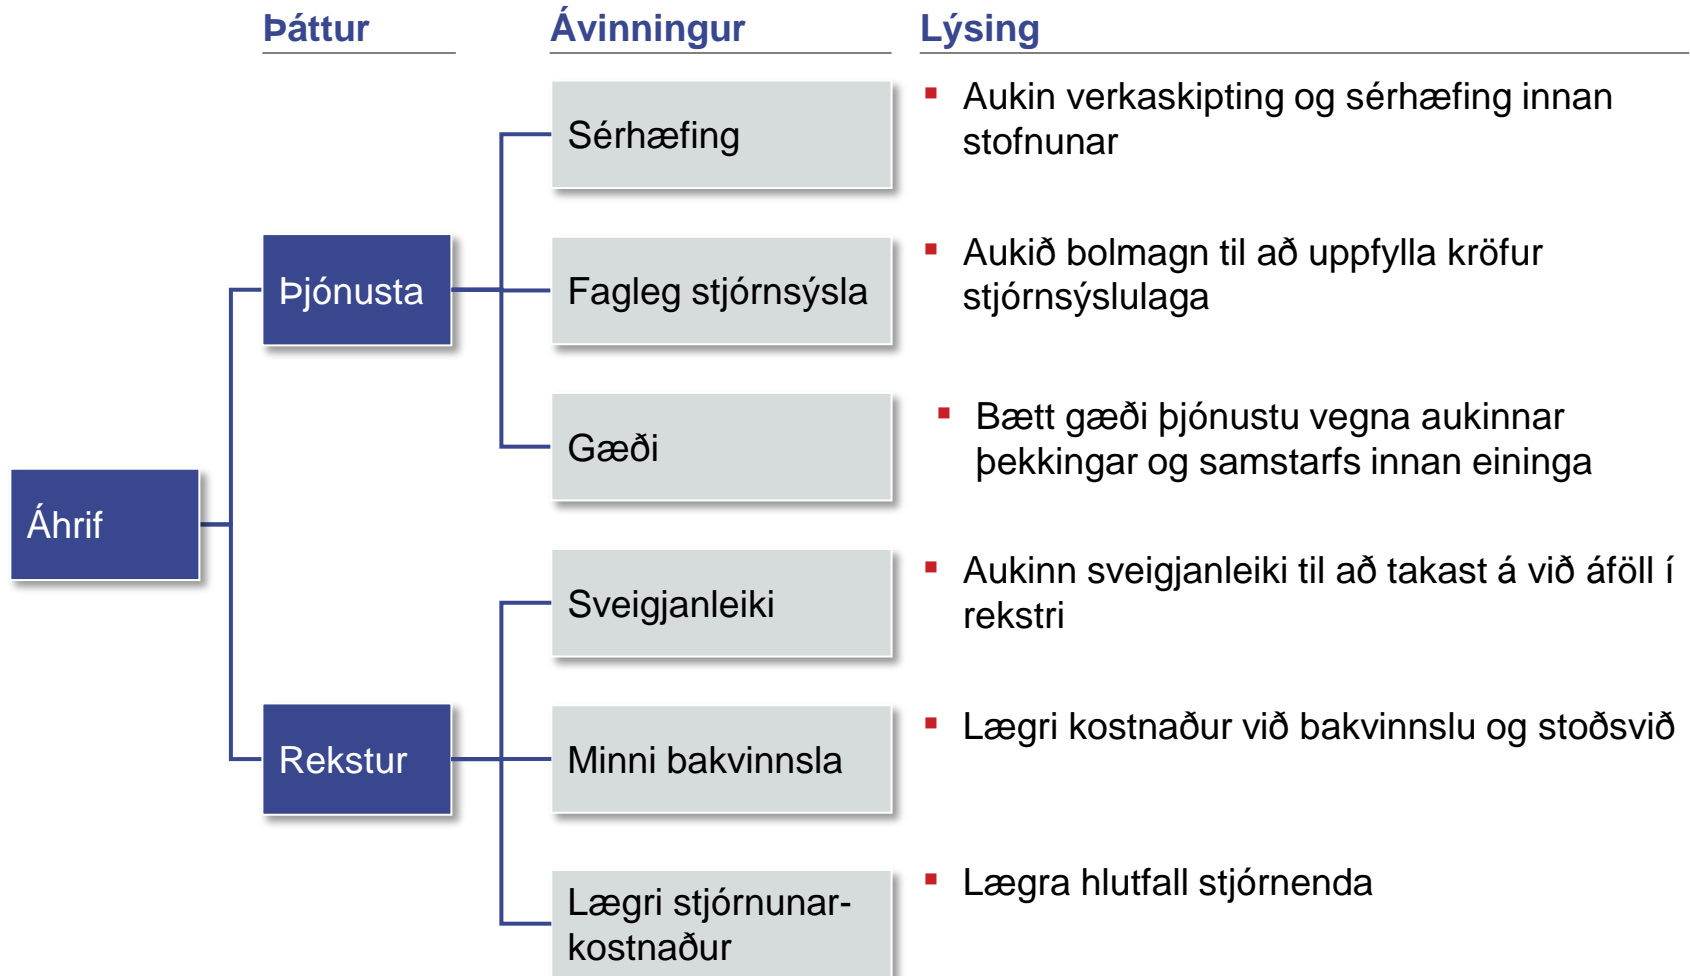 Þáttur
Ávinningur
Lýsing
Áhrif
Þjónusta
Sérhæfing
▪ Aukin verkaskipting og sérhæfing innan
stofnunar
Fagleg stjórnsýsla
▪ Aukið bolmagn til að uppfylla kröfur
stjórnsýslulaga
Gæði
▪ Bætt gæði þjónustu vegna aukinnar
þekkingar og samstarfs innan eininga
Rekstur
Sveigjanleiki
▪ Aukinn sveigjanleiki til að takast á við áföll í
rekstri
Minni bakvinnsla
▪ Lægri kostnaður við bakvinnslu og stoðsvið
Lægri stjórnunar-
kostnaður
▪ Lægra hlutfall stjórnenda